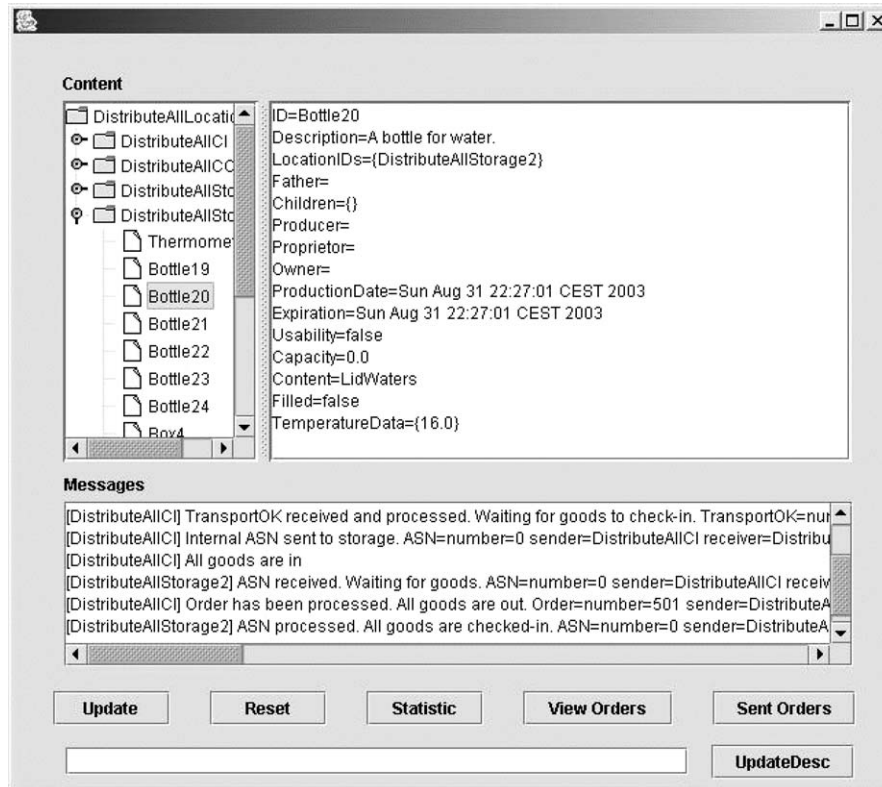 Content
DistributeAllLocatio
DistributeAllCI
DistributeAllCC
DistributeAllStc
DistributeAllStc
Thermome
Bottle19
Bottle20
Bottle21
Bottle22
Bottle23
Bottle24
Box4
ID=Bottle20
Description=A bottle for water.
LocationIDs={DistributeAllStorage2}
Father=
Children={}
Producer=
Proprietor=
Owner=
ProductionDate=Sun Aug 31 22:27:01 CEST 2003
Expiration=Sun Aug 31 22:27:01 CEST 2003
Usability=false
Capacity=0.0
Content=LidWaters
Filled=false
TemperatureData={16.0}
Messages
[DistributeAllCI] TransportOK received and processed. Waiting for goods to check-in. TransportOK=nur
[DistributeAllCI] Internal ASN sent to storage. ASN=number=0 sender=DistributeAllCI receiver=Distribu
[DistributeAllCI] All goods are in
[DistributeAllStorage2] ASN received. Waiting for goods. ASN=number=0 sender=DistributeAllCI receiv
[DistributeAllCI] Order has been processed. All goods are out. Order=number=501 sender=DistributeA
[DistributeAllStorage2] ASN processed. All goods are checked-in. ASN=number=0 sender=DistributeA
Update Reset Statistic View Orders Sent Orders
UpdateDesc